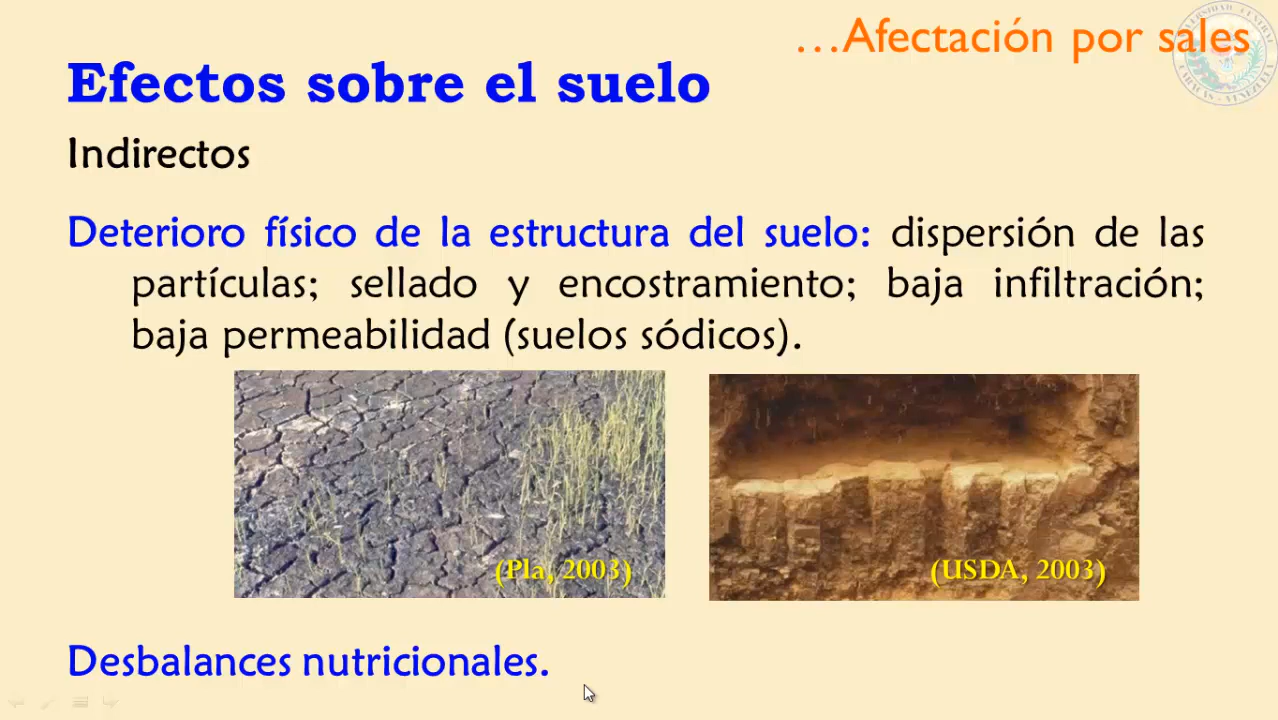 …Afectación por sales
Efectos sobre el suelo
Indirectos
Deterioro físico de la estructura del suelo: dispersión de las
partículas; sellado y encostramiento; baja infiltración;
baja permeabilidad (suelos sódicos).
(Pla, 2003)
(USDA, 2003)
Desbalances nutricionales.